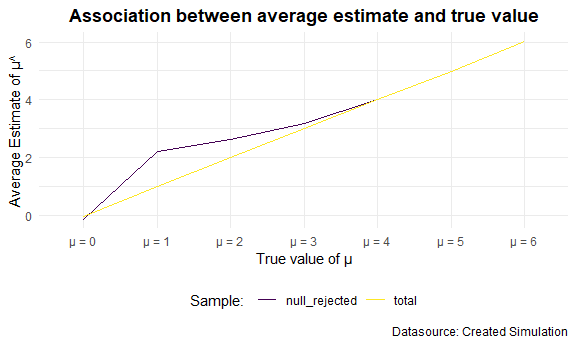 Association between average estimate and true value
Average Estimate of μ^
6
4
2
0
μ = 0 μ = 1 μ = 2 μ = 3 μ = 4 μ = 5 μ = 6
True value of μ
Sample: null_rejected total
Datasource: Created Simulation